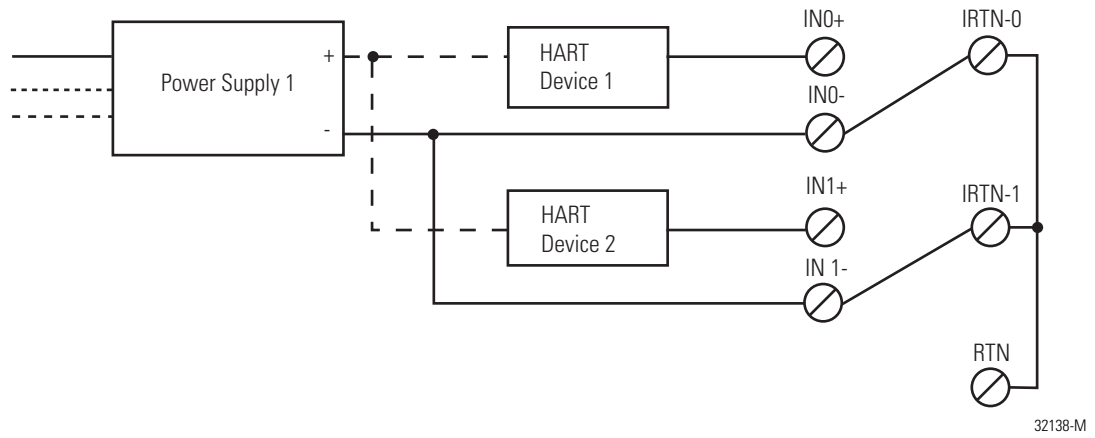 IN0+
IRTN-0
+
HART
Device 1
Power Supply 1
IN0-
-
IN1+
IRTN-1
HART
Device 2
IN 1-
RTN
32138-M